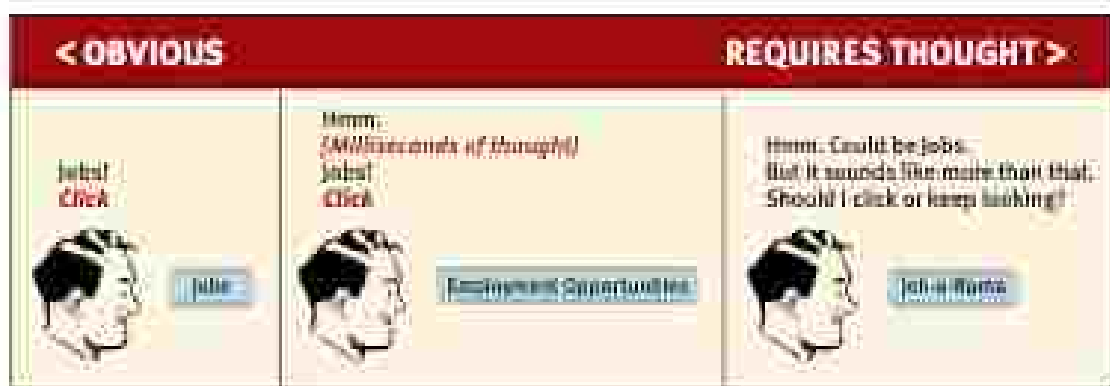 < OBVIOUS
REQUIRES THOUGHT >
Jobs!
Click
Jobs
Hmm.
[Milliseconds of thought]
Jobs!
Click
Employment Opportunities
Hmm. Could be Jobs.
But it sounds like more than that.
Should I click or keep looking?
Job-o-Rama